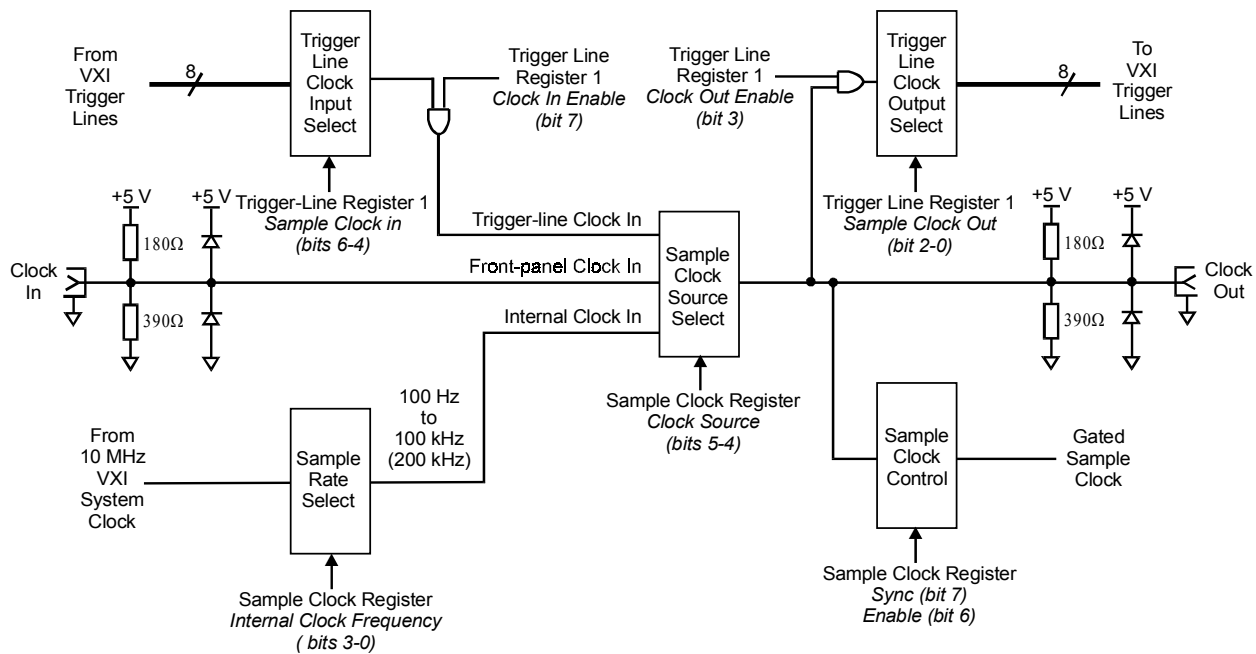 From
VXI
Trigger
Lines
8
Trigger
Line
Clock
Input
Select
Trigger Line
Register 1
Clock In Enable
(bit 7)
Trigger-Line Register 1
Sample Clock in
(bits 6-4)
Trigger Line
Register 1
Clock Out Enable
(bit 3)
Trigger
Line
Clock
Output
Select
8
To
VXI
Trigger
Lines
Trigger Line Register 1
Sample Clock Out
(bit 2-0)
+5 V
+5 V
180Ω
390Ω
Clock
In
Trigger-line Clock In
Front-panel Clock In
Internal Clock In
Sample
Clock
Source
Select
Sample Clock Register
Clock Source
(bits 5-4)
+5 V
+5 V
180Ω
390Ω
Clock
Out
From
10 MHz
VXI
System
Clock
Sample
Rate
Select
100 Hz
to
100 kHz
(200 kHz)
Sample Clock Register
Internal Clock Frequency
( bits 3-0)
Sample
Clock
Control
Gated
Sample
Clock
Sample Clock Register
Sync (bit 7)
Enable (bit 6)